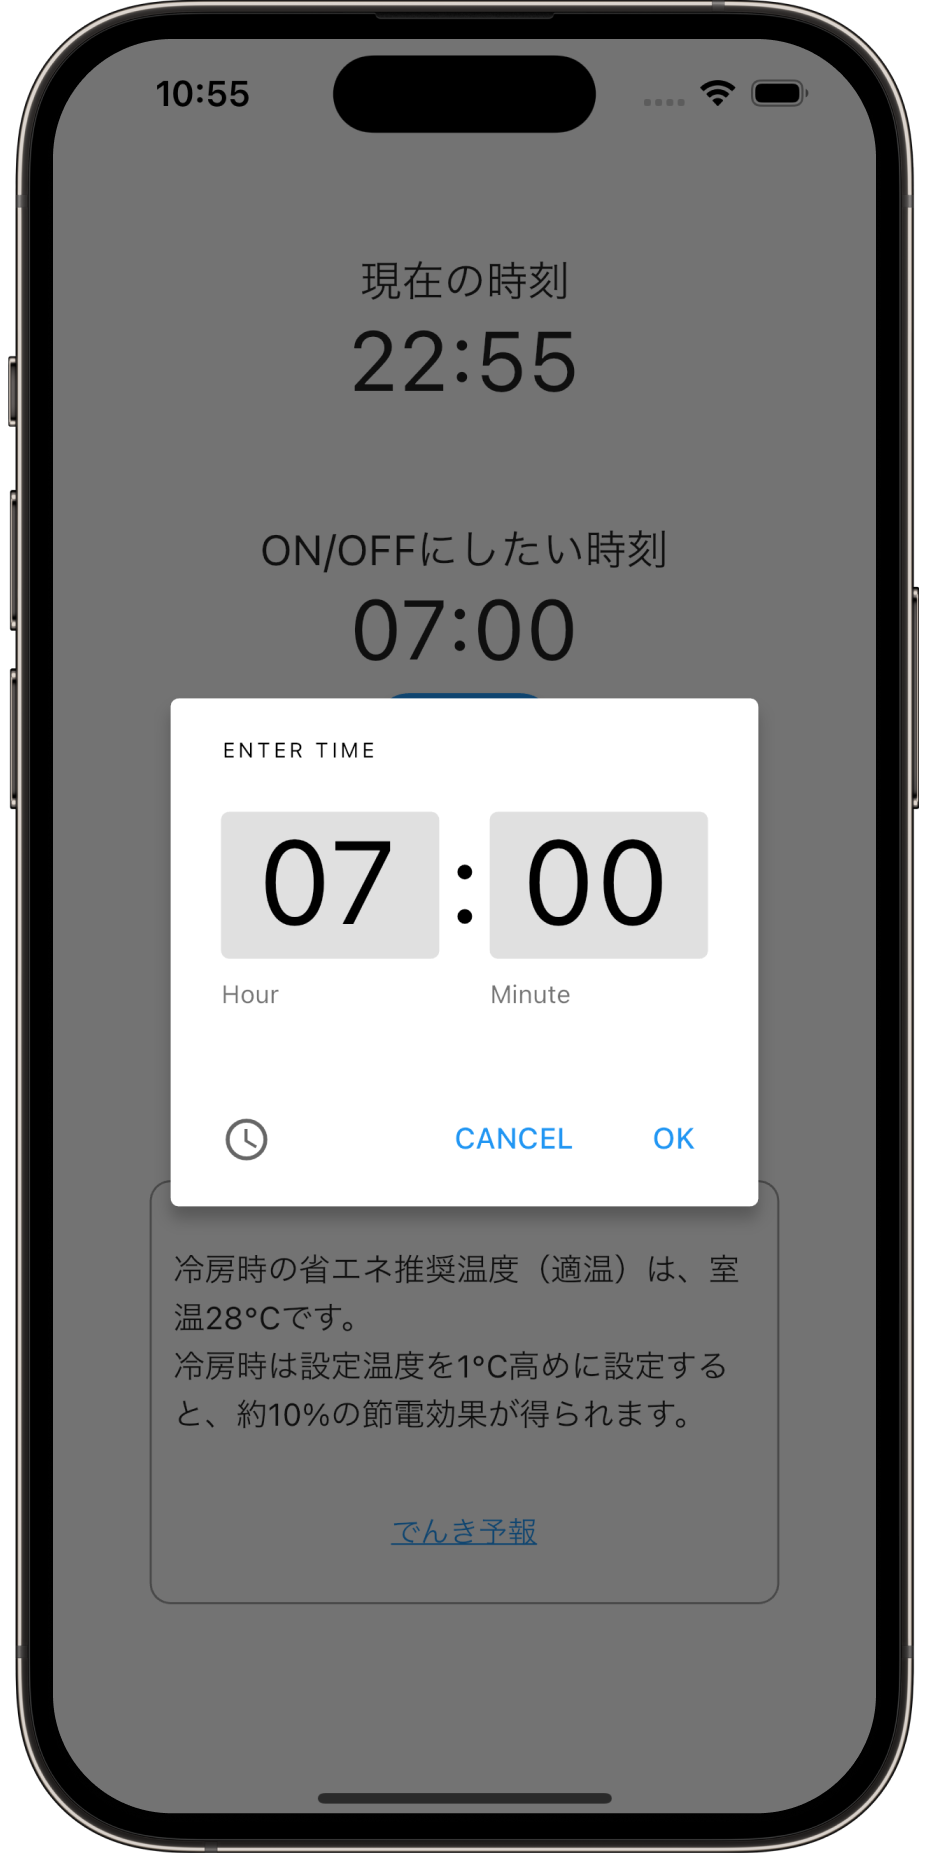 10:55
現在の時刻
22:55
ON/OFFにしたい時刻
07:00
ENTER TIME
07 : 00
Hour Minute
CANCEL OK
冷房時の省エネ推奨温度（適温）は、室
温28°Cです。
冷房時は設定温度を1°C高めに設定する
と、約10%の節電効果が得られます。
でんき予報